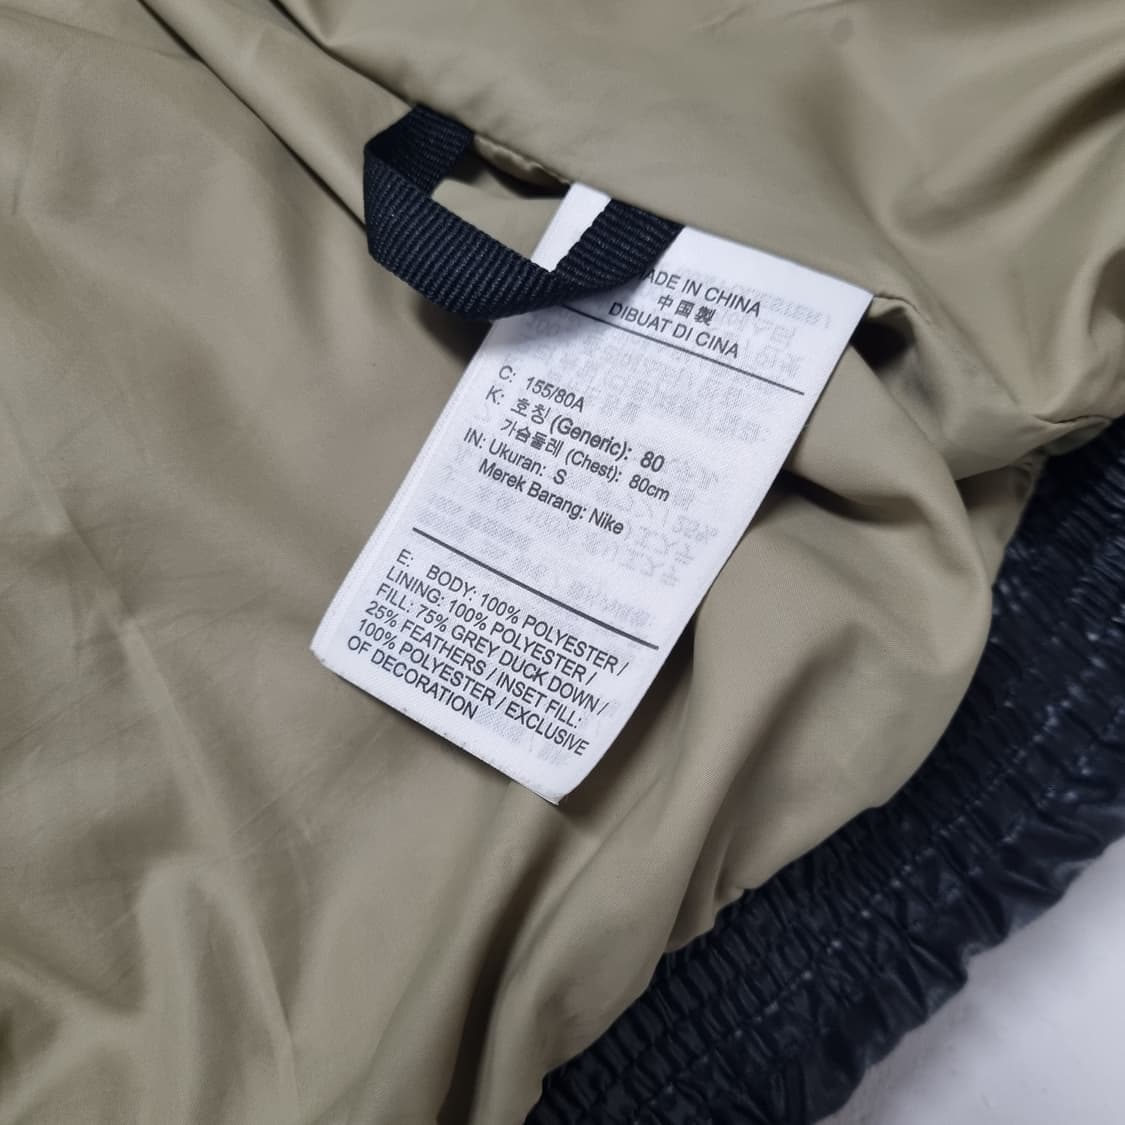 ADE IN CHINA
中国製
DIBUAT DI CINA
C: 155/80A
K: 호칭 (Generic): 80
가슴둘레 (Chest): 80cm
IN: Ukuran: S
Merek Barang: Nike
E: BODY: 100% POLYESTER /
LINING: 100% POLYESTER /
FILL: 75% GREY DUCK DOWN /
25% FEATHERS / INSET FILL:
100% POLYESTER / EXCLUSIVE
OF DECORATION